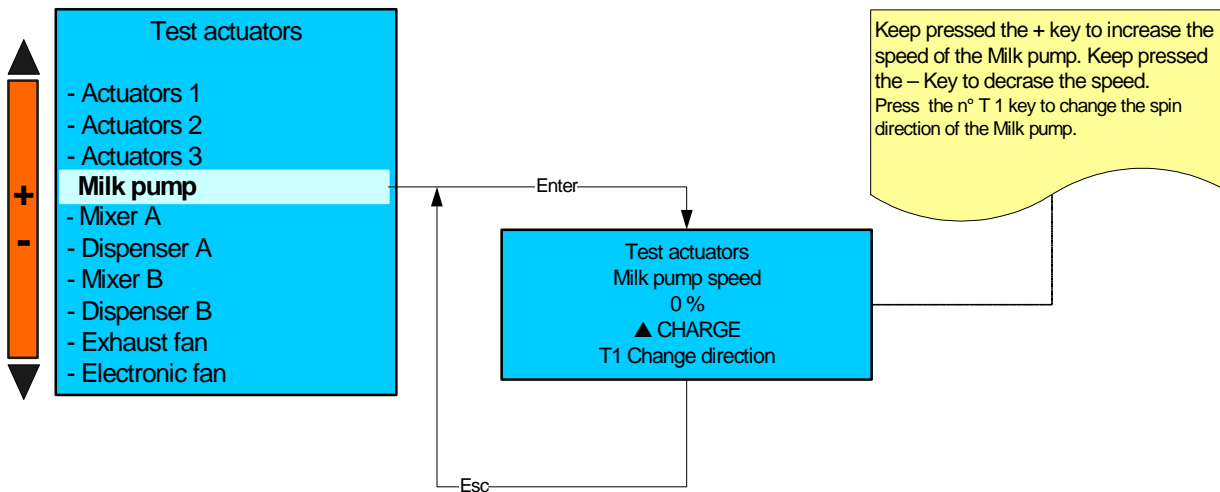 Test actuators
- Actuators 1
- Actuators 2
- Actuators 3
Milk pump
- Mixer A
- Dispenser A
- Mixer B
- Dispenser B
- Exhaust fan
- Electronic fan
+
-
Enter
Esc
Test actuators
Milk pump speed
0 %
▲ CHARGE
T1 Change direction
Keep pressed the + key to increase the
speed of the Milk pump. Keep pressed
the – Key to decrase the speed.
Press the n° T 1 key to change the spin
direction of the Milk pump.